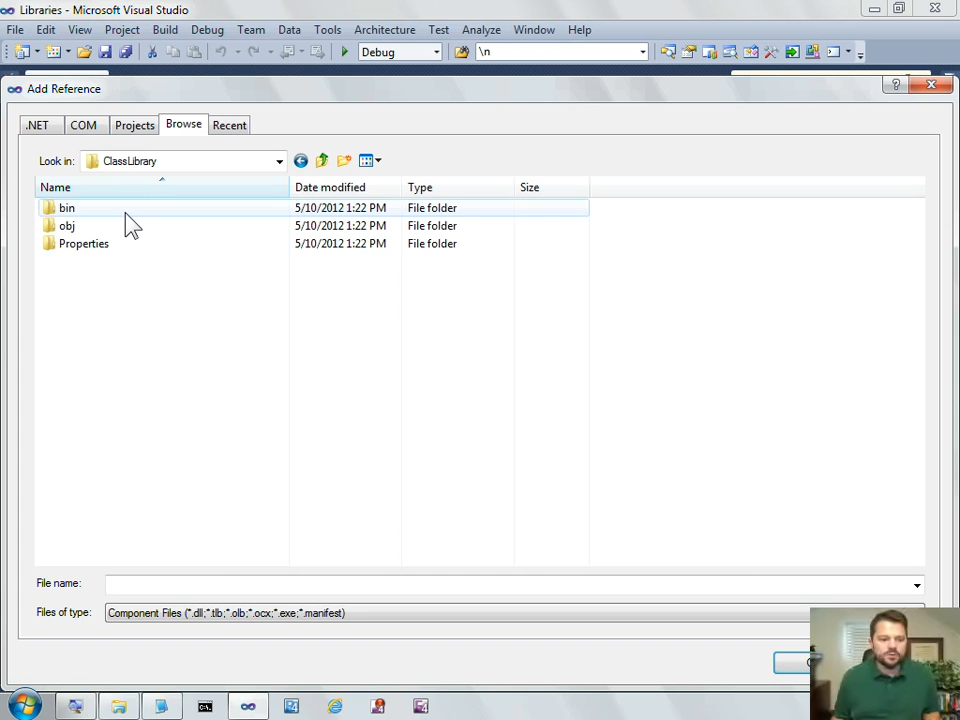 Libraries - Microsoft Visual Studio
File Edit View Project Build Debug Team Data Tools Architecture Test Analyze Window Help
Debug \n
Add Reference
.NET COM Projects Browse Recent
Look in: ClassLibrary
Name Date modified Type Size
bin 5/10/2012 1:22 PM File folder
obj 5/10/2012 1:22 PM File folder
Properties 5/10/2012 1:22 PM File folder
File name:
Files of type: Component Files (*.dll;*.tlb;*.olb;*.ocx;*.exe;*.manifest)